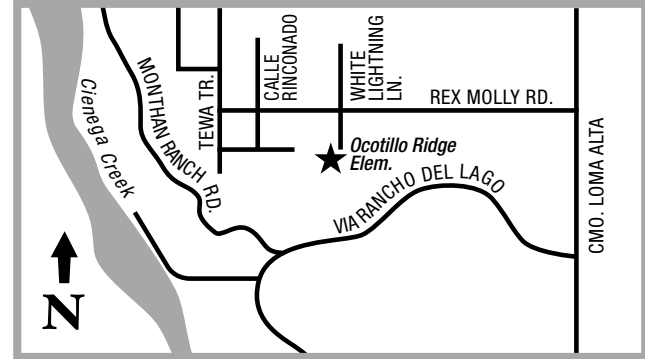 Cienega Creek
MONTHAN RANCH RD.
TEWA TR.
CALLE
RINCONADO
WHITE
LIGHTNING
LN.
REX MOLLY RD.
Ocotillo Ridge
Elem.
VIA RANCHO DEL LAGO
CMO. LOMA ALTA
N